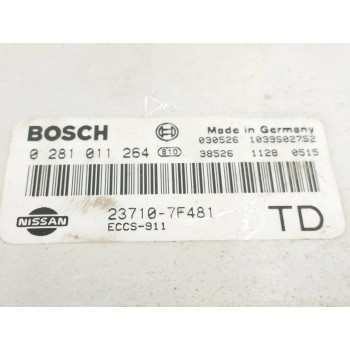 BOSCH Made in Germany
030526 1039S02752
0 281 011 264 810 38526 1128 0515
NISSAN 23710-7F481 TD
ECCS-911